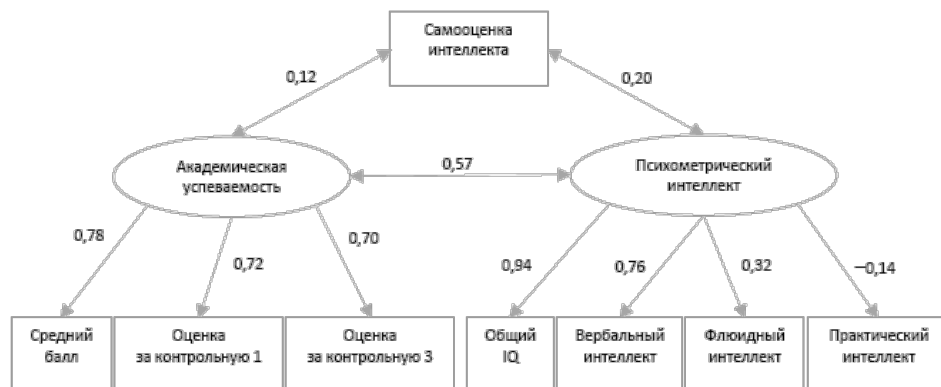 Самооценка
интеллекта
0,12
0,20
Академическая
успеваемость
0,57
Психометрический
интеллект
0,78
0,72
0,70
0,94
0,76
0,32
−0,14
Средний
балл
Оценка
за контрольную 1
Оценка
за контрольную 3
Общий
IQ
Вербальный
интеллект
Флюидный
интеллект
Практический
интеллект